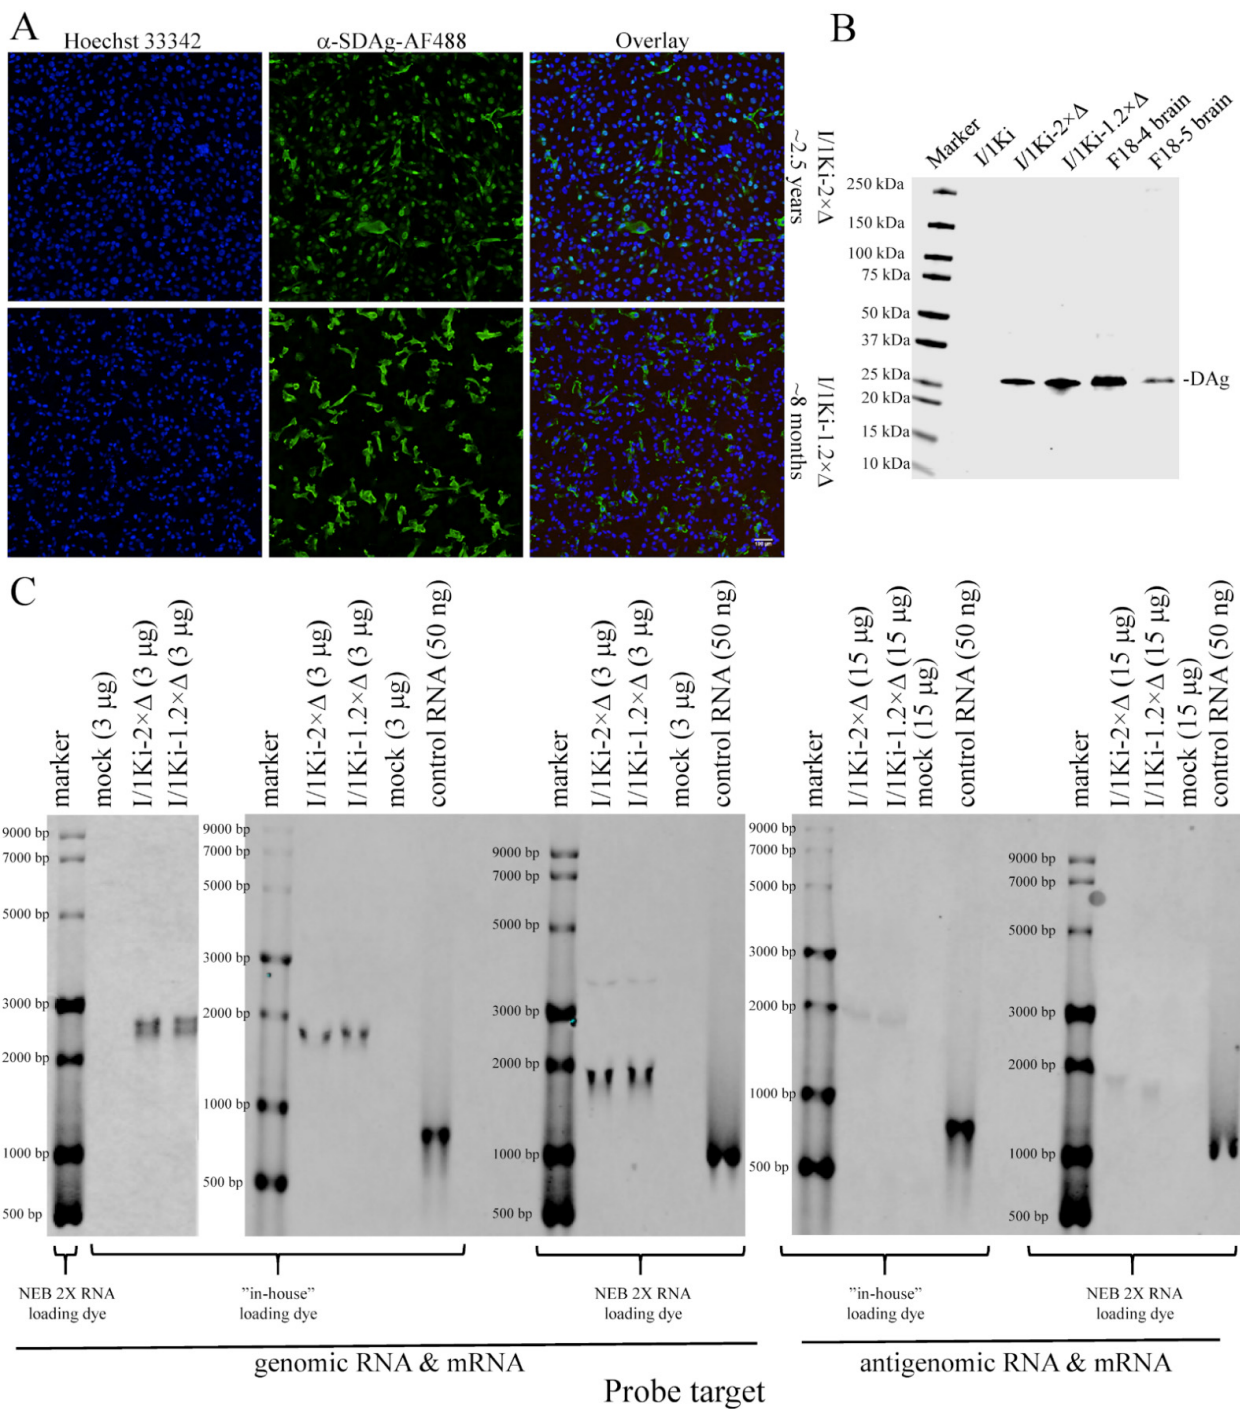 A
Hoechst 33342
α-SDAg-AF488
Overlay
I/1Ki-2×Δ
~2.5 years
I/1Ki-1.2×Δ
~8 months
100 µm
B
Marker
I/1Ki
I/1Ki-2×Δ
I/1Ki-1.2×Δ
F18-4 brain
F18-5 brain
250 kDa
150 kDa
100 kDa
75 kDa
50 kDa
37 kDa
25 kDa
20 kDa
15 kDa
10 kDa
-DAg
C
marker
mock (3 µg)
I/1Ki-2×Δ (3 µg)
I/1Ki-1.2×Δ (3 µg)
marker
I/1Ki-2×Δ (3 µg)
I/1Ki-1.2×Δ (3 µg)
mock (3 µg)
control RNA (50 ng)
marker
I/1Ki-2×Δ (3 µg)
I/1Ki-1.2×Δ (3 µg)
mock (3 µg)
control RNA (50 ng)
marker
I/1Ki-2×Δ (15 µg)
I/1Ki-1.2×Δ (15 µg)
mock (15 µg)
control RNA (50 ng)
marker
I/1Ki-2×Δ (15 µg)
I/1Ki-1.2×Δ (15 µg)
mock (15 µg)
control RNA (50 ng)
9000 bp
7000 bp
5000 bp
3000 bp
2000 bp
1000 bp
500 bp
9000 bp
7000 bp
5000 bp
3000 bp
2000 bp
1000 bp
500 bp
9000 bp
7000 bp
5000 bp
3000 bp
2000 bp
1000 bp
500 bp
9000 bp
7000 bp
5000 bp
3000 bp
2000 bp
1000 bp
500 bp
9000 bp
7000 bp
5000 bp
3000 bp
2000 bp
1000 bp
500 bp
NEB 2X RNA
loading dye
"in-house"
loading dye
NEB 2X RNA
loading dye
"in-house"
loading dye
NEB 2X RNA
loading dye
genomic RNA & mRNA
antigenomic RNA & mRNA
Probe target